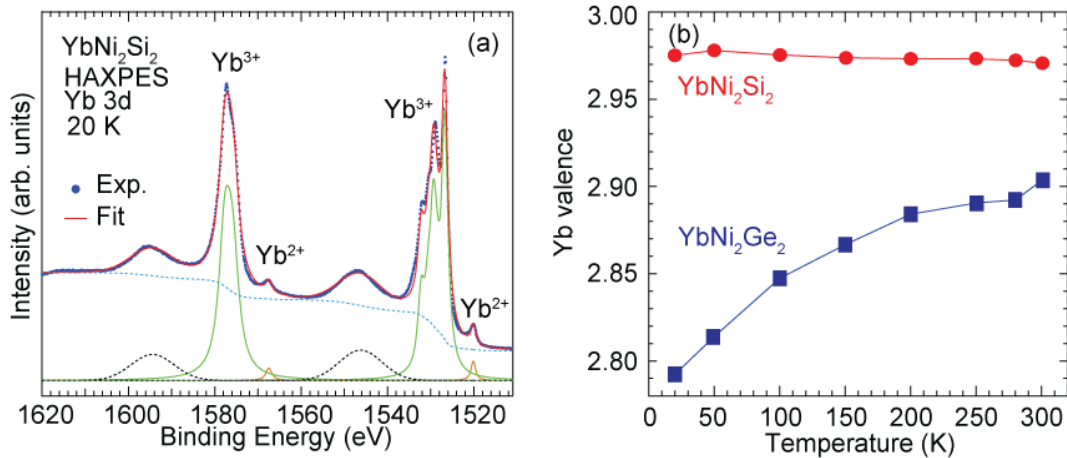 YbNi₂Si₂
HAXPES
Yb 3d
20 K
(a)
Yb³⁺
Yb³⁺
Exp.
Fit
Yb²⁺
Yb²⁺
Intensity (arb. units)
1620 1600 1580 1560 1540 1520
Binding Energy (eV)
(b)
3.00
2.95
2.90
2.85
2.80
Yb valence
YbNi₂Si₂
YbNi₂Ge₂
0 50 100 150 200 250 300
Temperature (K)